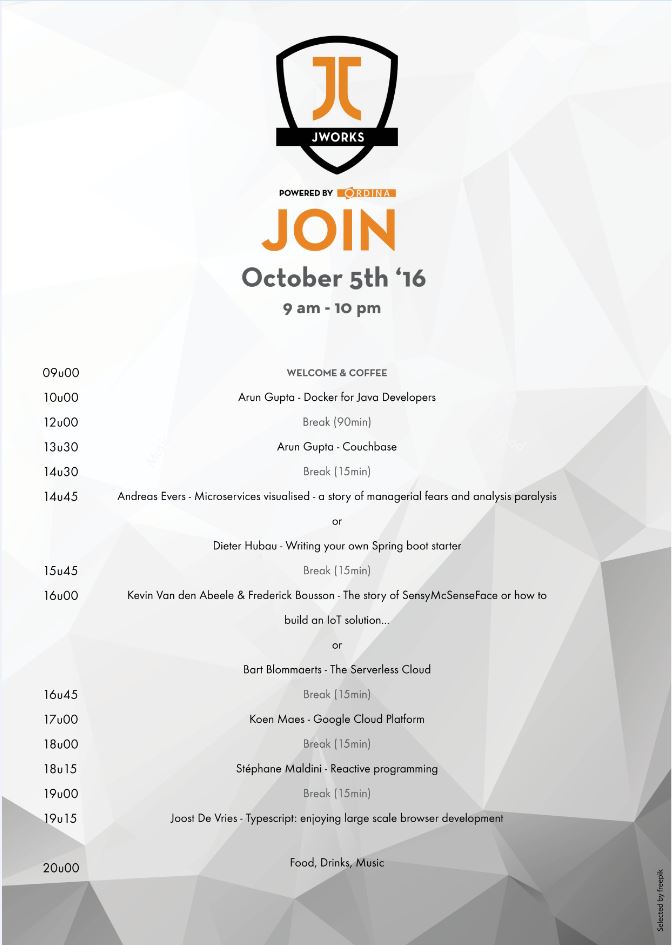 JWORKS
POWERED BY ORDINA
JOIN
October 5th ‘16
9 am - 10 pm
09u00 WELCOME & COFFEE
10u00 Arun Gupta - Docker for Java Developers
12u00 Break (90min)
13u30 Arun Gupta - Couchbase
14u30 Break (15min)
14u45 Andreas Evers - Microservices visualised - a story of managerial fears and analysis paralysis
or
Dieter Hubau - Writing your own Spring boot starter
15u45 Break (15min)
16u00 Kevin Van den Abeele & Frederick Bousson - The story of SensyMcSenseFace or how to
build an IoT solution...
or
Bart Blommaerts - The Serverless Cloud
16u45 Break (15min)
17u00 Koen Maes - Google Cloud Platform
18u00 Break (15min)
18u15 Stéphane Maldini - Reactive programming
19u00 Break (15min)
19u15 Joost De Vries - Typescript: enjoying large scale browser development
20u00 Food, Drinks, Music
Selected by freepik